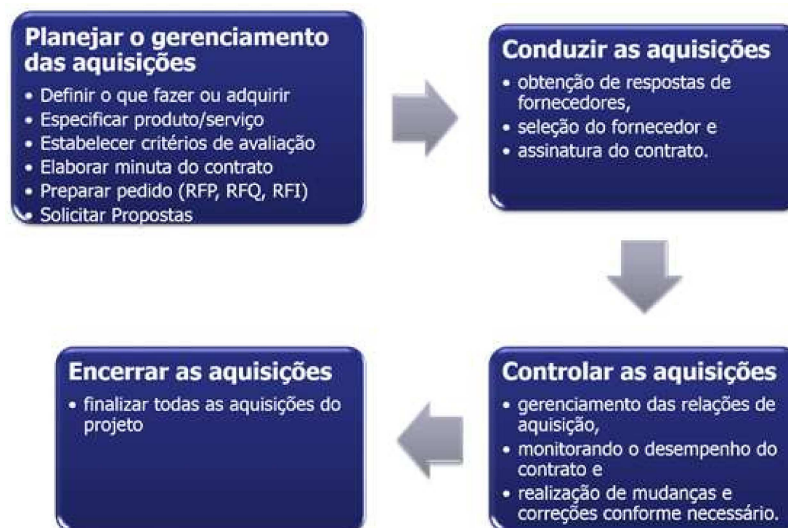 Planejar o gerenciamento
das aquisições
• Definir o que fazer ou adquirir
• Especificar produto/serviço
• Estabelecer critérios de avaliação
• Elaborar minuta do contrato
• Preparar pedido (RFP, RFQ, RFI)
• Solicitar Propostas
Conduzir as aquisições
• obtenção de respostas de
fornecedores,
• seleção do fornecedor e
• assinatura do contrato.
Controlar as aquisições
• gerenciamento das relações de
aquisição,
• monitorando o desempenho do
contrato e
• realização de mudanças e
correções conforme necessário.
Encerrar as aquisições
• finalizar todas as aquisições do
projeto